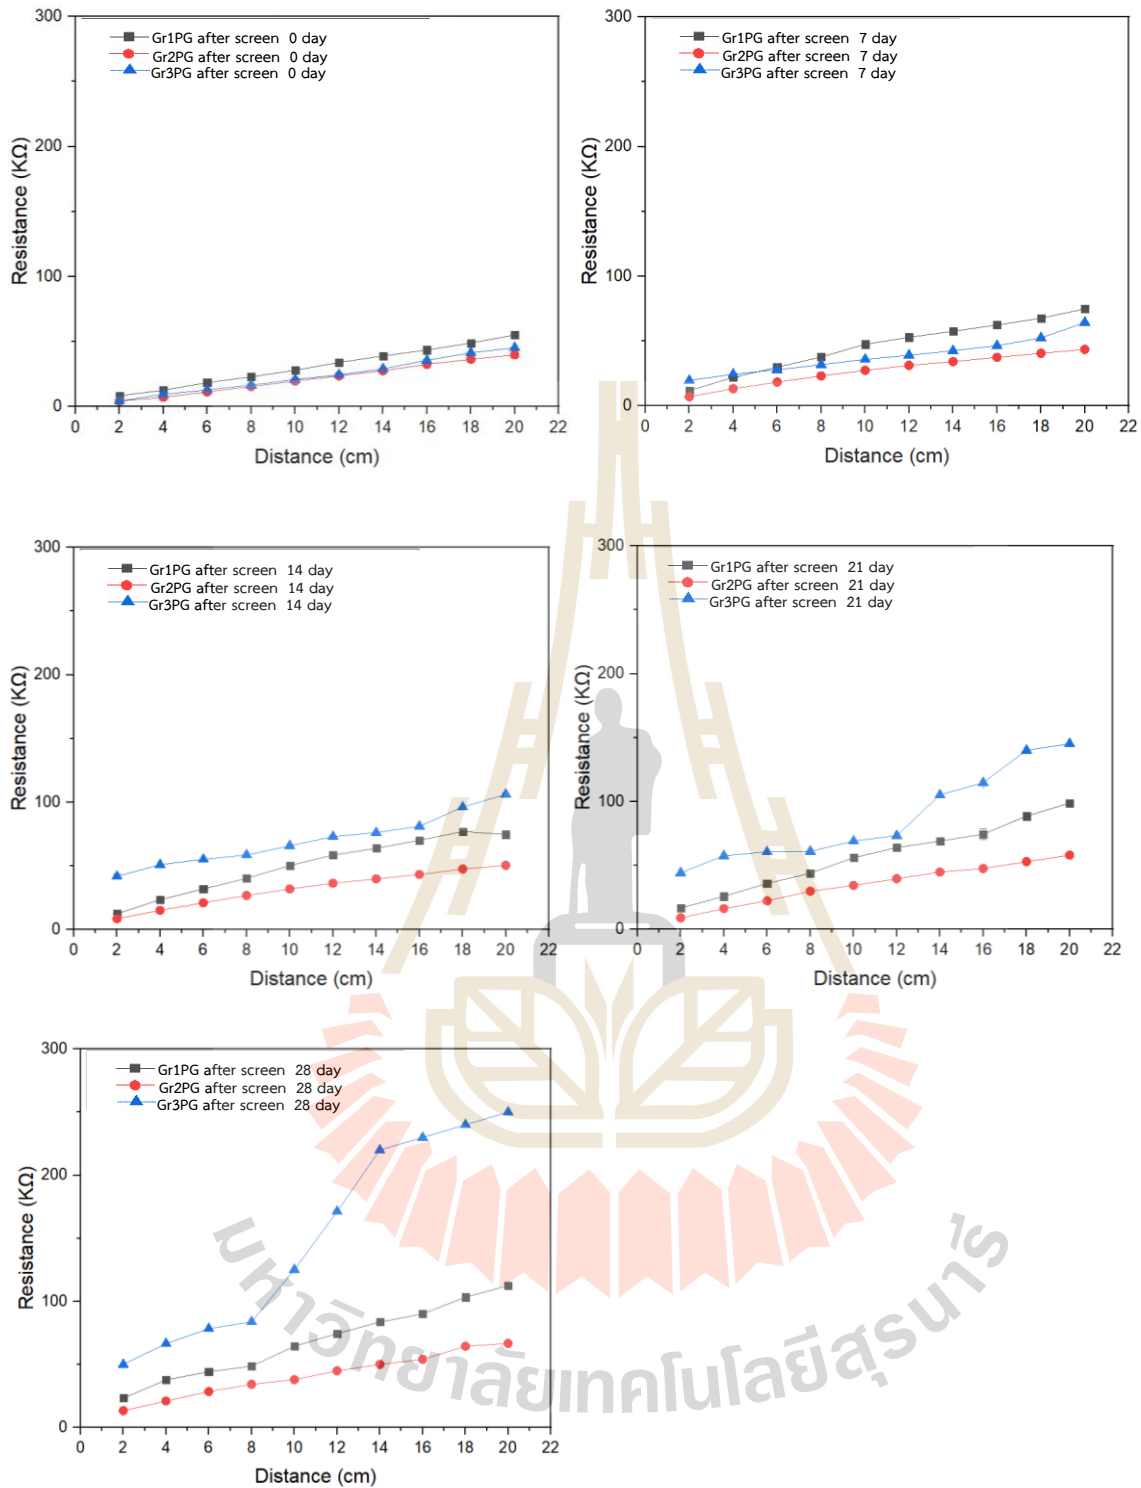 300
200
100
0
Resistance (KΩ)
Gr1PG after screen 0 day
Gr2PG after screen 0 day
Gr3PG after screen 0 day
0 2 4 6 8 10 12 14 16 18 20 22
Distance (cm)
300
200
100
0
Resistance (KΩ)
Gr1PG after screen 7 day
Gr2PG after screen 7 day
Gr3PG after screen 7 day
0 2 4 6 8 10 12 14 16 18 20 22
Distance (cm)
300
200
100
0
Resistance (KΩ)
Gr1PG after screen 14 day
Gr2PG after screen 14 day
Gr3PG after screen 14 day
0 2 4 6 8 10 12 14 16 18 20 22
Distance (cm)
300
200
100
0
Resistance (KΩ)
Gr1PG after screen 21 day
Gr2PG after screen 21 day
Gr3PG after screen 21 day
0 2 4 6 8 10 12 14 16 18 20 22
Distance (cm)
300
200
100
0
Resistance (KΩ)
Gr1PG after screen 28 day
Gr2PG after screen 28 day
Gr3PG after screen 28 day
0 2 4 6 8 10 12 14 16 18 20 22
Distance (cm)
มหาวิทยาลัยเทคโนโลยีสุรนารี